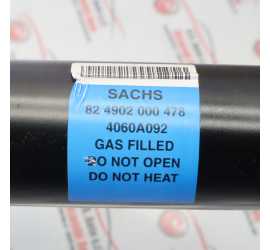 SACHS
82 4902 000 478
4060A092
GAS FILLED
DO NOT OPEN
DO NOT HEAT